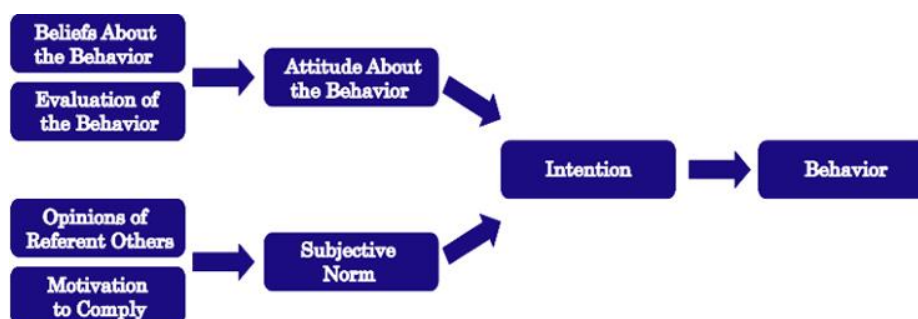 Beliefs About
the Behavior
Evaluation of
the Behavior
Attitude About
the Behavior
Opinions of
Referent Others
Motivation
to Comply
Subjective
Norm
Intention
Behavior